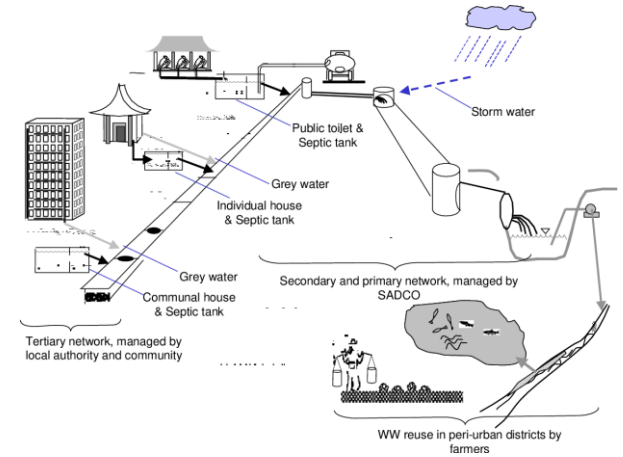 Storm water
Public toilet &
Septic tank
Grey water
Individual house
& Septic tank
Grey water
Communal house
& Septic tank
Secondary and primary network, managed by
SADCO
Tertiary network, managed by
local authority and community
WW reuse in peri-urban districts by
farmers